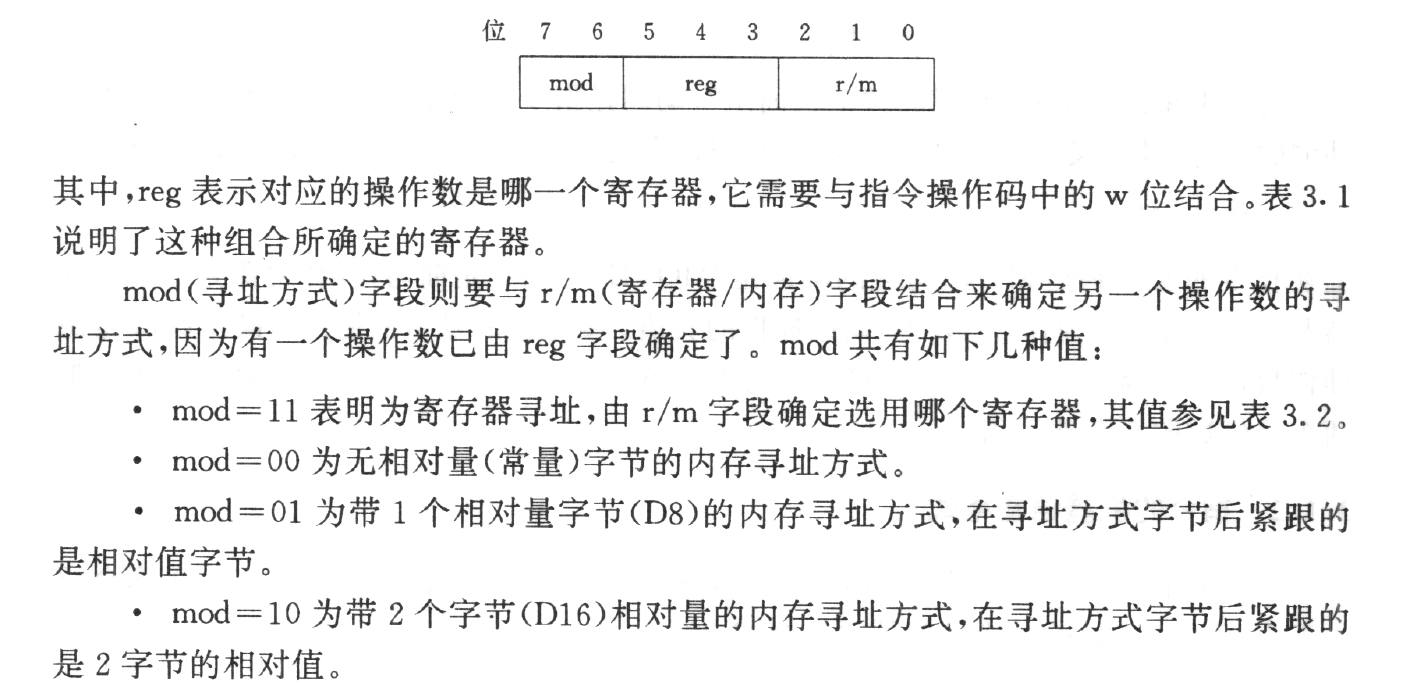 位 7 6 5 4 3 2 1 0
mod reg r/m
其中,reg 表示对应的操作数是哪一个寄存器,它需要与指令操作码中的 w 位结合。表 3.1
说明了这种组合所确定的寄存器。
mod(寻址方式)字段则要与 r/m(寄存器/内存)字段结合来确定另一个操作数的寻
址方式,因为有一个操作数已由 reg 字段确定了。mod 共有如下几种值:
• mod=11 表明为寄存器寻址,由 r/m 字段确定选用哪个寄存器,其值参见表 3.2。
• mod=00 为无相对量(常量)字节的内存寻址方式。
• mod=01 为带 1 个相对量字节(D8)的内存寻址方式,在寻址方式字节后紧跟的
是相对值字节。
• mod=10 为带 2 个字节(D16)相对量的内存寻址方式,在寻址方式字节后紧跟的
是 2 字节的相对值。